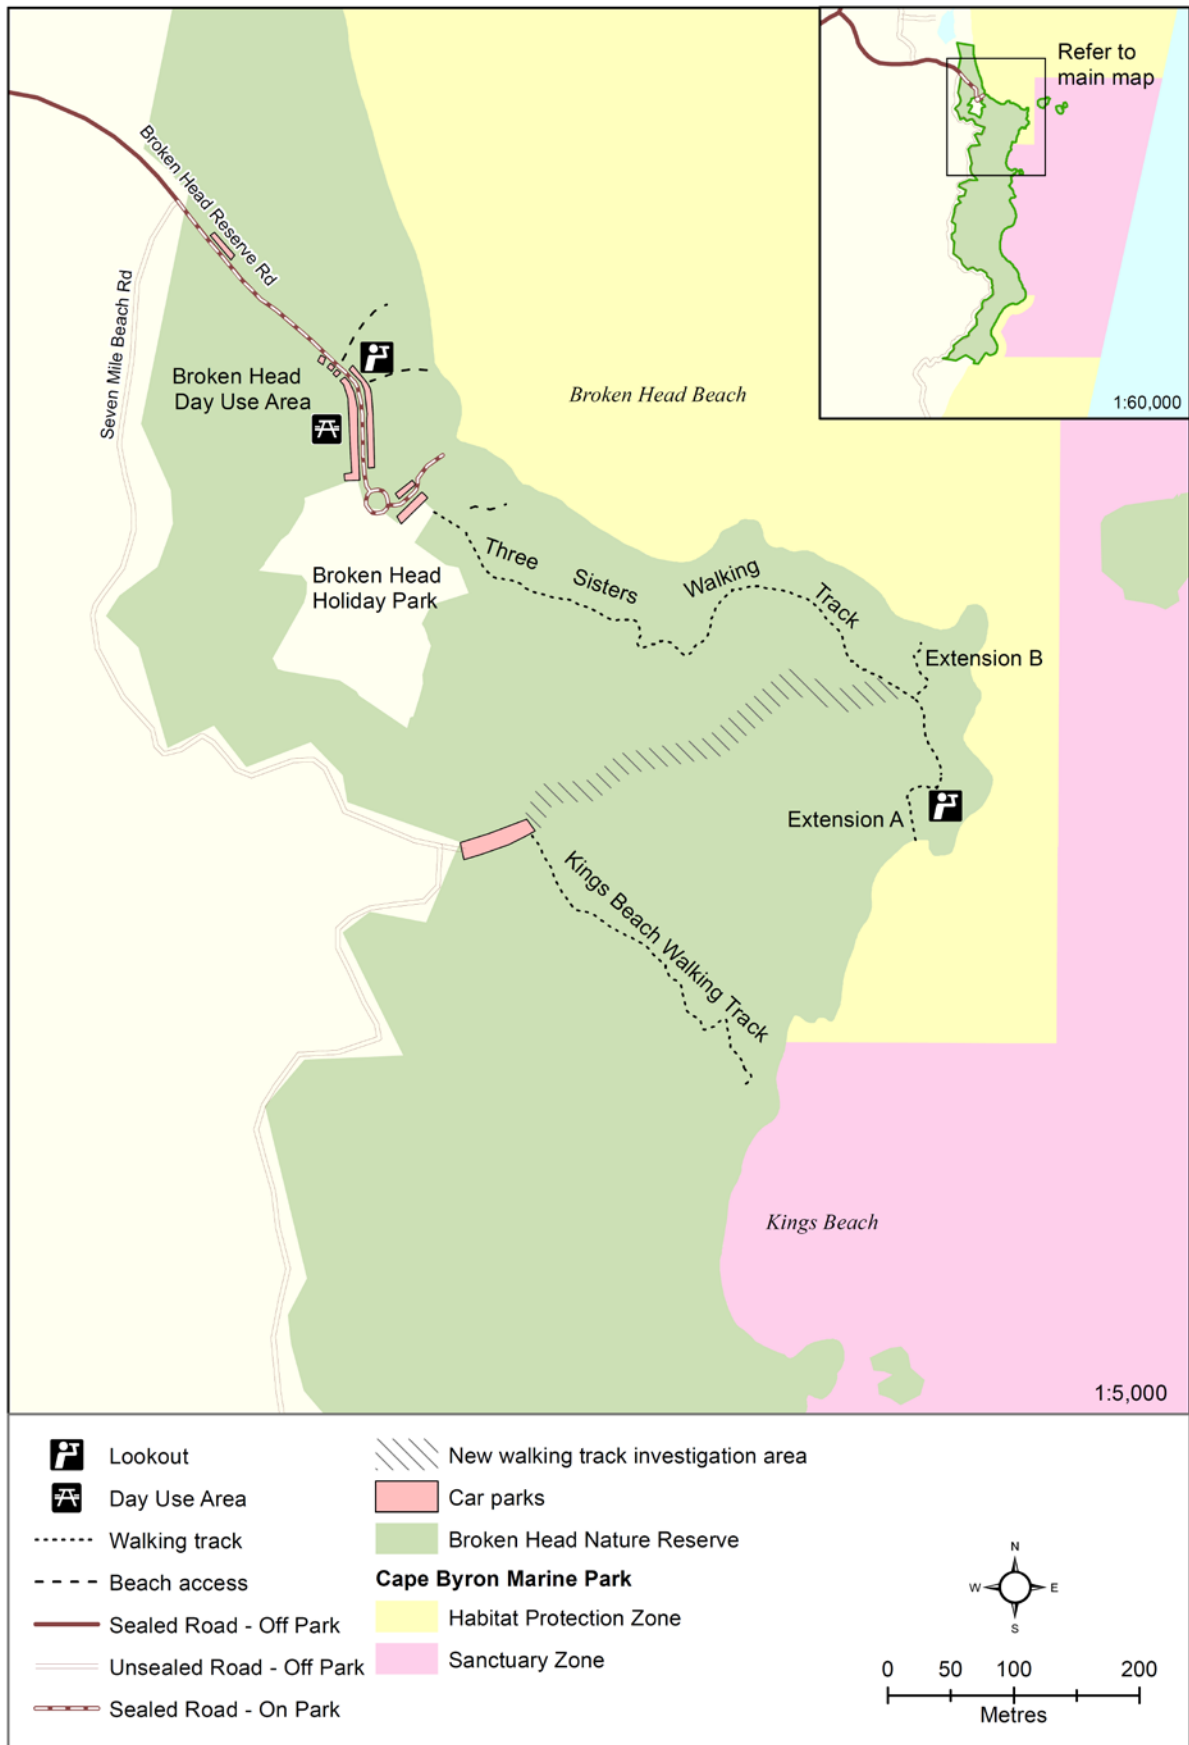 Refer to
main map
1:60,000
Broken Head Reserve Rd
Seven Mile Beach Rd
Broken Head
Day Use Area
Broken Head Beach
Three Sisters Walking Track
Broken Head
Holiday Park
Extension B
Extension A
Kings Beach Walking Track
Kings Beach
1:5,000
Lookout
Day Use Area
Walking track
Beach access
Sealed Road - Off Park
Unsealed Road - Off Park
Sealed Road - On Park
New walking track investigation area
Car parks
Broken Head Nature Reserve
Cape Byron Marine Park
Habitat Protection Zone
Sanctuary Zone
N
W E
S
0 50 100 200
Metres